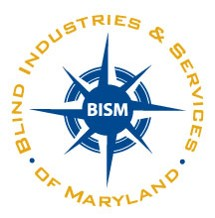 BLIND INDUSTRIES & SERVICES
BISM
• OF MARYLAND •